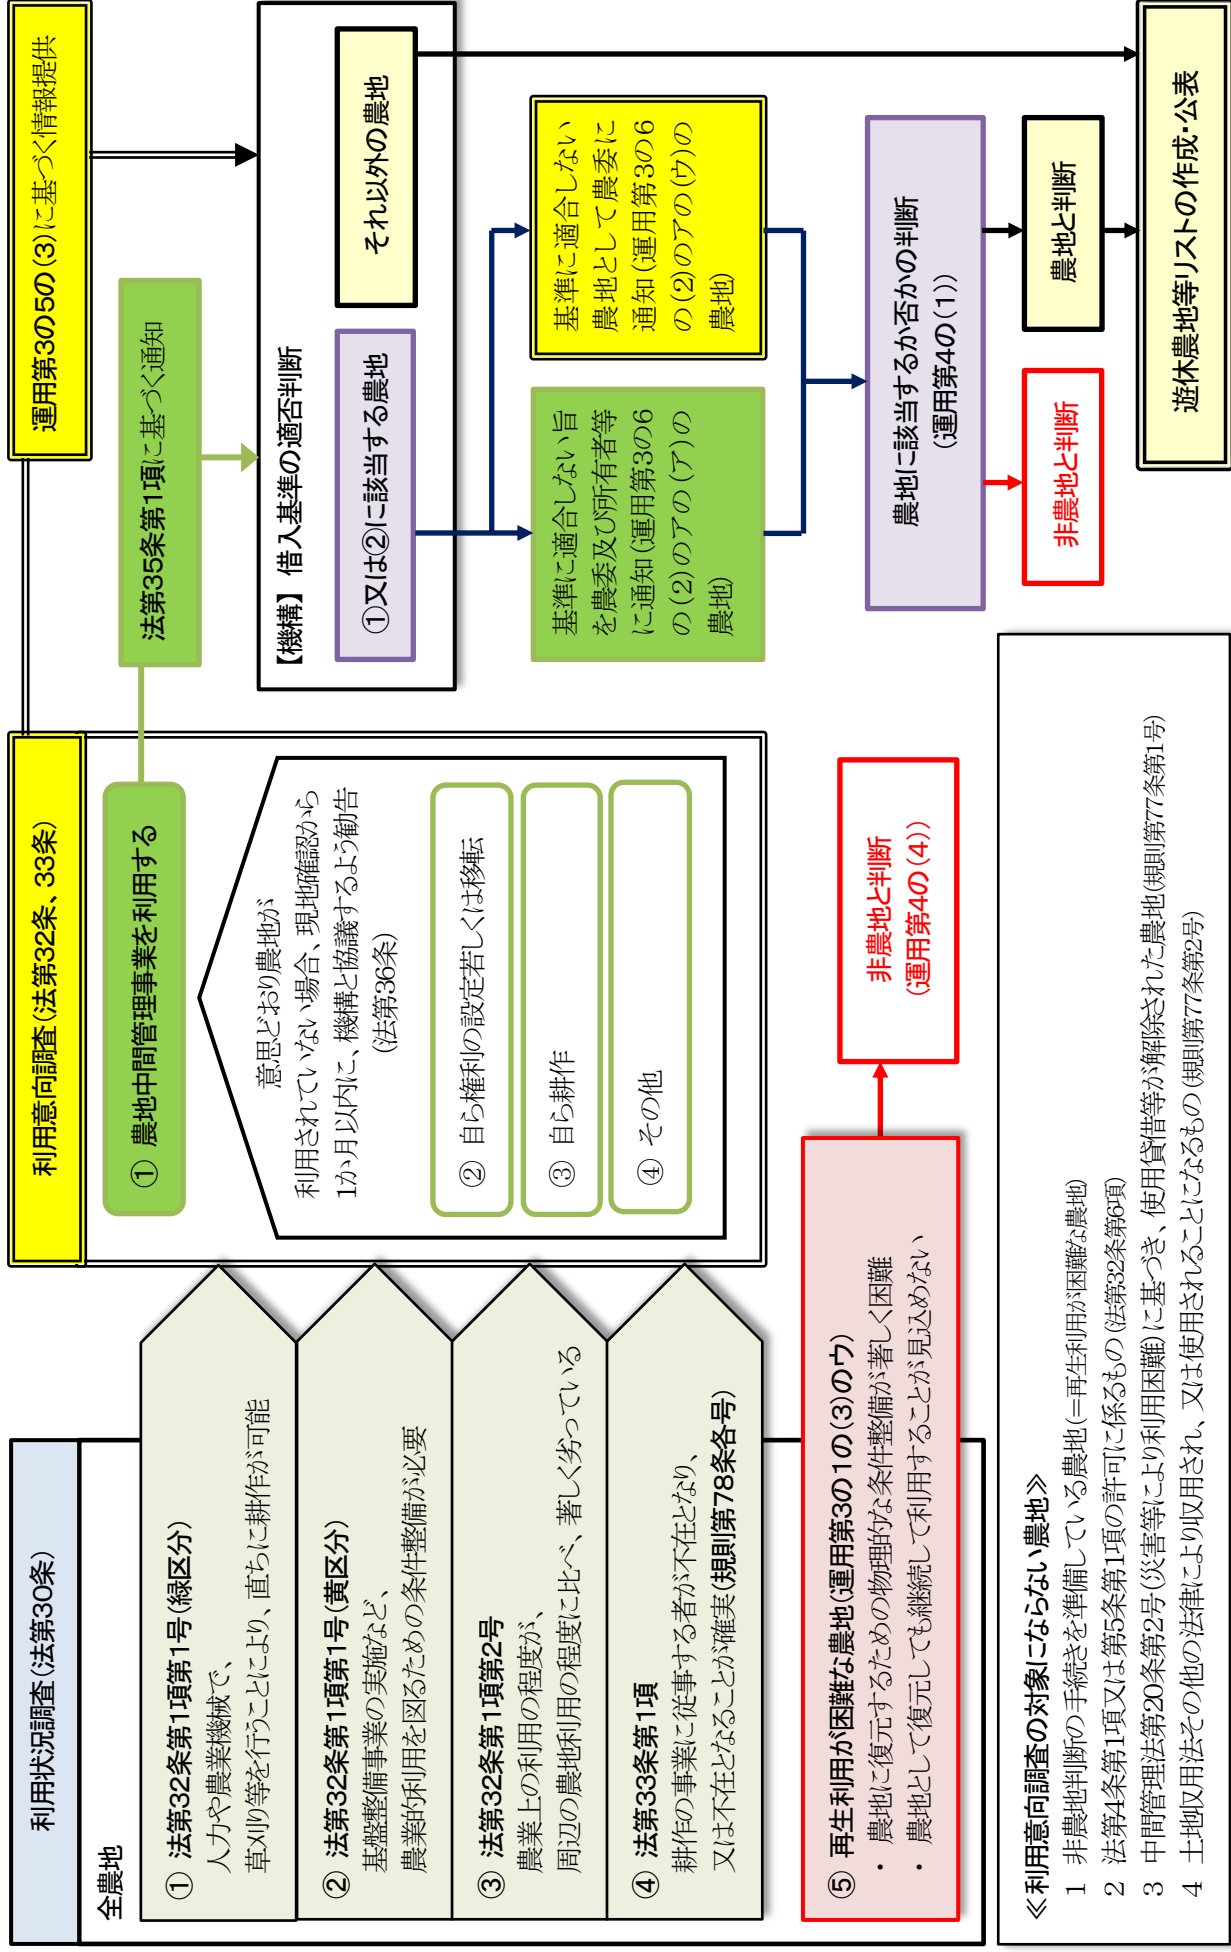 利用状況調査(法第30条)
全農地
① 法第32条第1項第1号(緑区分)
人力や農業機械で、
草刈り等を行うことにより、直ちに耕作が可能
② 法第32条第1項第1号(黄区分)
基盤整備事業の実施など、
農業的利用を図るための条件整備が必要
③ 法第32条第1項第2号
農業上の利用の程度が、
周辺の農地利用の程度に比べ、著しく劣っている
④ 法第33条第1項
耕作の事業に従事する者が不在となり、
又は不在となることが確実(規則第78条各号)
⑤ 再生利用が困難な農地(運用第3の1の(3)のウ)
・ 農地に復元するための物理的な条件整備が著しく困難
・ 農地として復元しても継続して利用することが見込めない
利用意向調査(法第32条、33条)
① 農地中間管理事業を利用する
意思どおり農地が
利用されていない場合、現地確認から
1か月以内に、機構と協議するよう勧告
(法第36条)
② 自ら権利の設定若しくは移転
③ 自ら耕作
④ その他
非農地と判断
(運用第4の(4))
運用第3の5の(3)に基づく情報提供
法第35条第1項に基づく通知
【機構】 借入基準の適否判断
①又は②に該当する農地
それ以外の農地
基準に適合しない旨
を農委及び所有者等
に通知(運用第3の6
の(2)のアの(ア)の
農地)
基準に適合しない
農地として農委に
通知(運用第3の6
の(2)のアの(ウ)の
農地)
農地に該当するか否かの判断
(運用第4の(1))
非農地と判断
農地と判断
遊休農地等リストの作成・公表
≪利用意向調査の対象にならない農地≫
1 非農地判断の手続きを準備している農地(=再生利用が困難な農地)
2 法第4条第1項又は第5条第1項の許可に係るもの(法第32条第6項)
3 中間管理法第20条第2号(災害等により利用困難)に基づき、使用貸借等が解除された農地(規則第77条第1号)
4 土地収用法その他の法律により収用され、又は使用されることになるもの(規則第77条第2号)